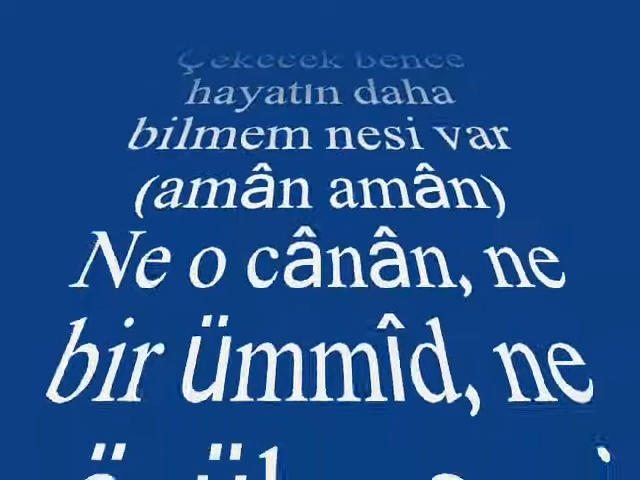 Çekecek bence
hayatın daha
bilmem nesi var
(amân amân)
Ne o cânân, ne
bir ümmîd, ne